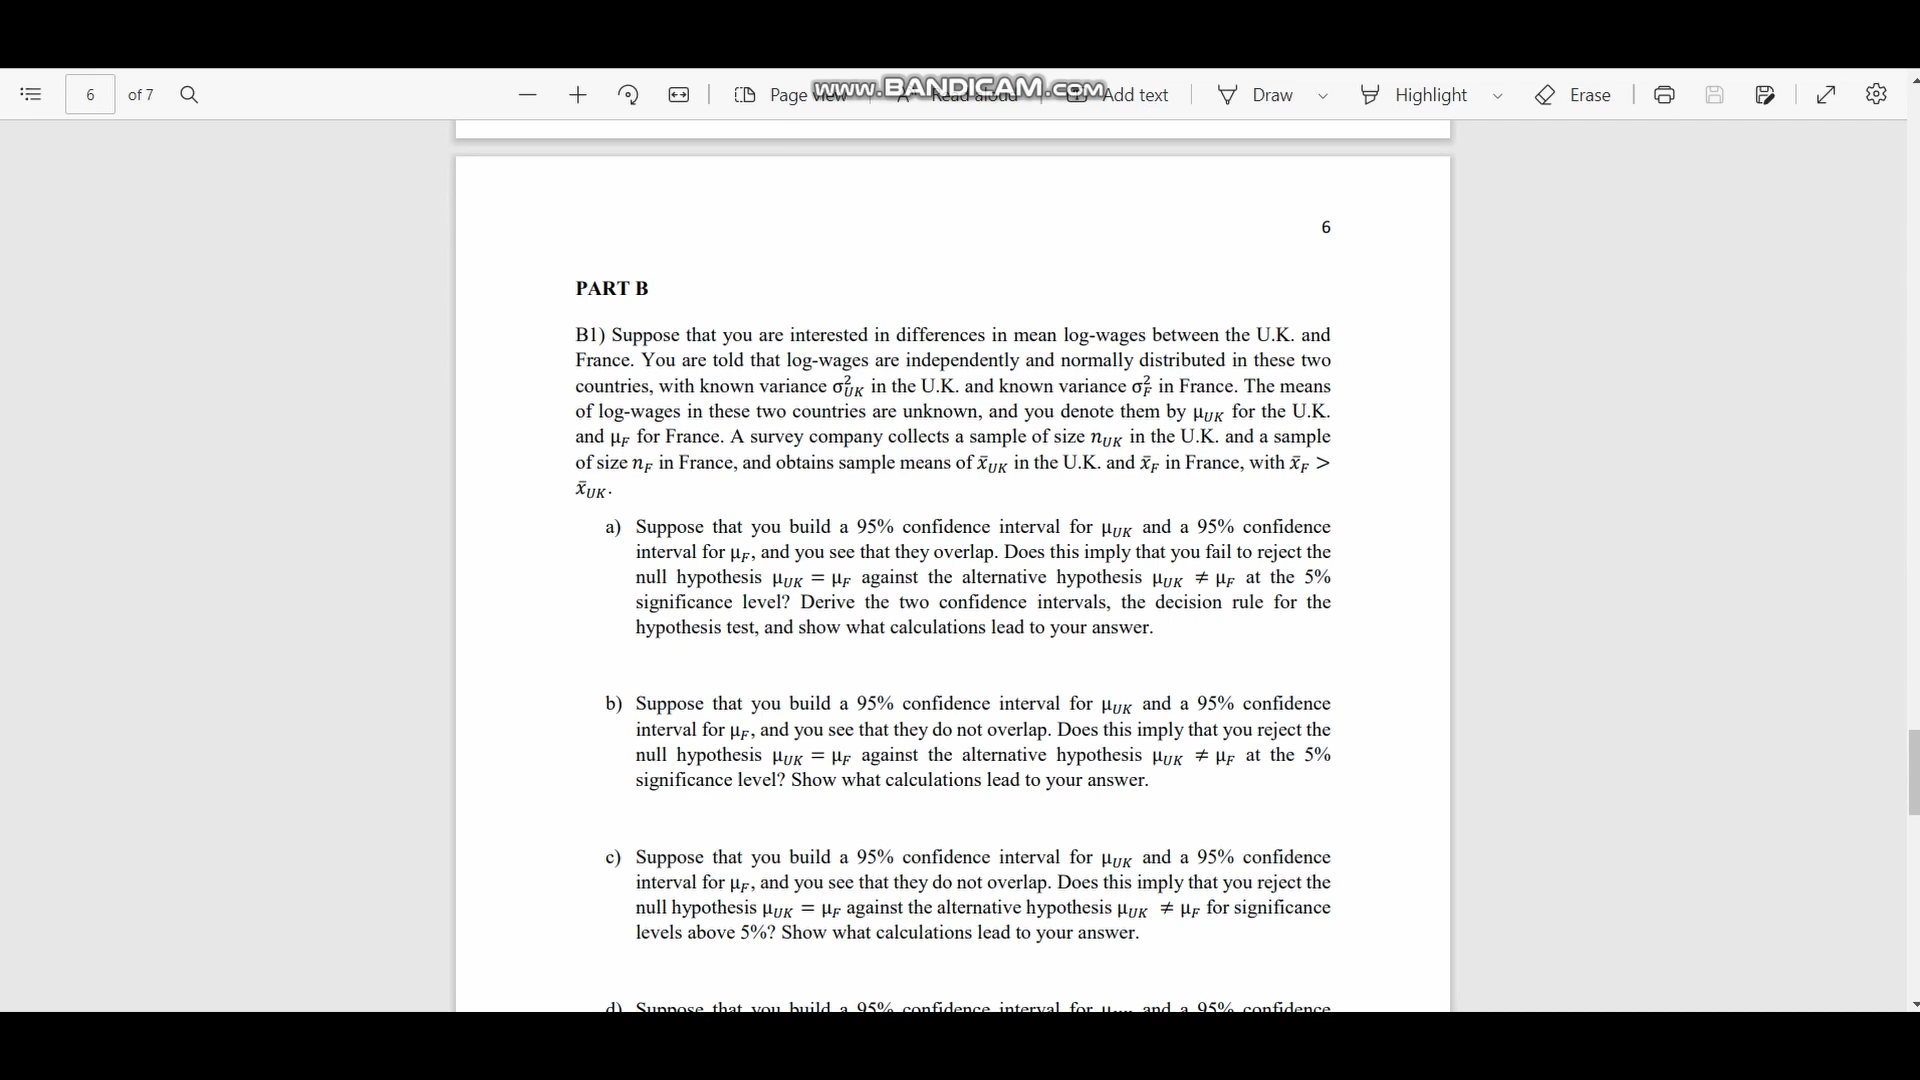 6 of 7 Page View Read aloud Add text Draw Highlight Erase
www.BANDICAM.com
6
PART B
B1) Suppose that you are interested in differences in mean log-wages between the U.K. and
France. You are told that log-wages are independently and normally distributed in these two
countries, with known variance σ²_UK in the U.K. and known variance σ²_F in France. The means
of log-wages in these two countries are unknown, and you denote them by μ_UK for the U.K.
and μ_F for France. A survey company collects a sample of size n_UK in the U.K. and a sample
of size n_F in France, and obtains sample means of x̄_UK in the U.K. and x̄_F in France, with x̄_F >
x̄_UK.
a) Suppose that you build a 95% confidence interval for μ_UK and a 95% confidence
interval for μ_F, and you see that they overlap. Does this imply that you fail to reject the
null hypothesis μ_UK = μ_F against the alternative hypothesis μ_UK ≠ μ_F at the 5%
significance level? Derive the two confidence intervals, the decision rule for the
hypothesis test, and show what calculations lead to your answer.
b) Suppose that you build a 95% confidence interval for μ_UK and a 95% confidence
interval for μ_F, and you see that they do not overlap. Does this imply that you reject the
null hypothesis μ_UK = μ_F against the alternative hypothesis μ_UK ≠ μ_F at the 5%
significance level? Show what calculations lead to your answer.
c) Suppose that you build a 95% confidence interval for μ_UK and a 95% confidence
interval for μ_F, and you see that they do not overlap. Does this imply that you reject the
null hypothesis μ_UK = μ_F against the alternative hypothesis μ_UK ≠ μ_F for significance
levels above 5%? Show what calculations lead to your answer.
d) Suppose that you build a 95% confidence interval for and a 95% confidence